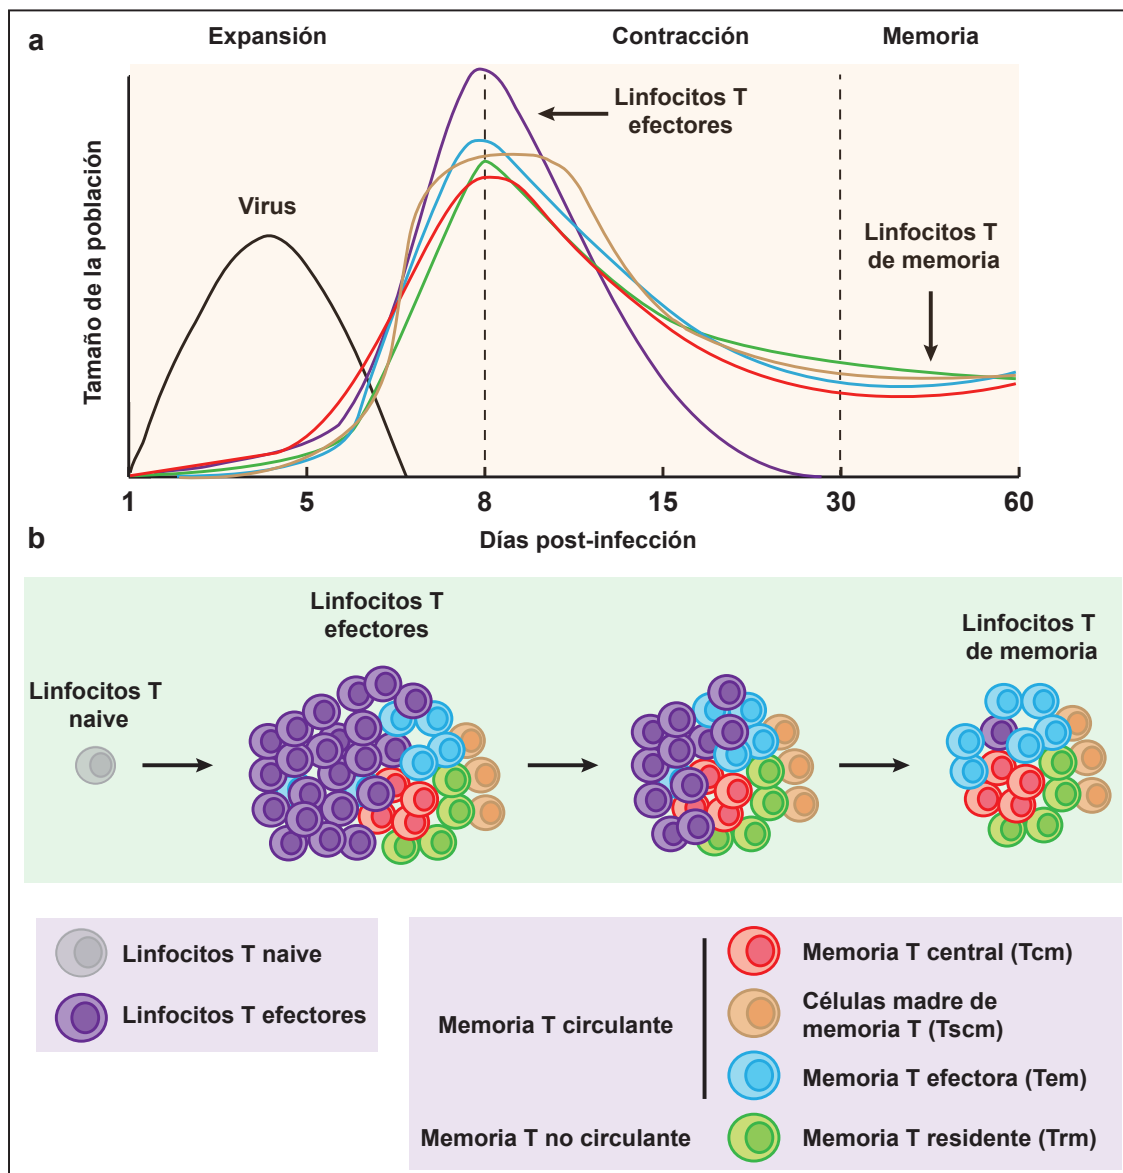 a
Expansión
Contracción
Memoria
Linfocitos T
efectores
Virus
Linfocitos T
de memoria
Tamaño de la población
1
5
8
15
30
60
Días post-infección
b
Linfocitos T
naive
Linfocitos T
efectores
Linfocitos T
de memoria
Linfocitos T naive
Linfocitos T efectores
Memoria T circulante
Memoria T central (Tcm)
Células madre de
memoria T (Tscm)
Memoria T efectora (Tem)
Memoria T no circulante
Memoria T residente (Trm)